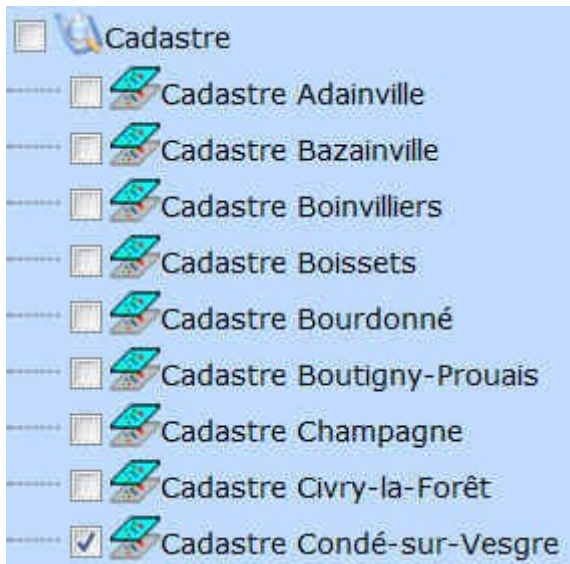 Cadastre
Cadastre Adainville
Cadastre Bazainville
Cadastre Boinvilliers
Cadastre Boissets
Cadastre Bourdonné
Cadastre Boutigny-Prouais
Cadastre Champagne
Cadastre Civry-la-Forêt
Cadastre Condé-sur-Vesgre